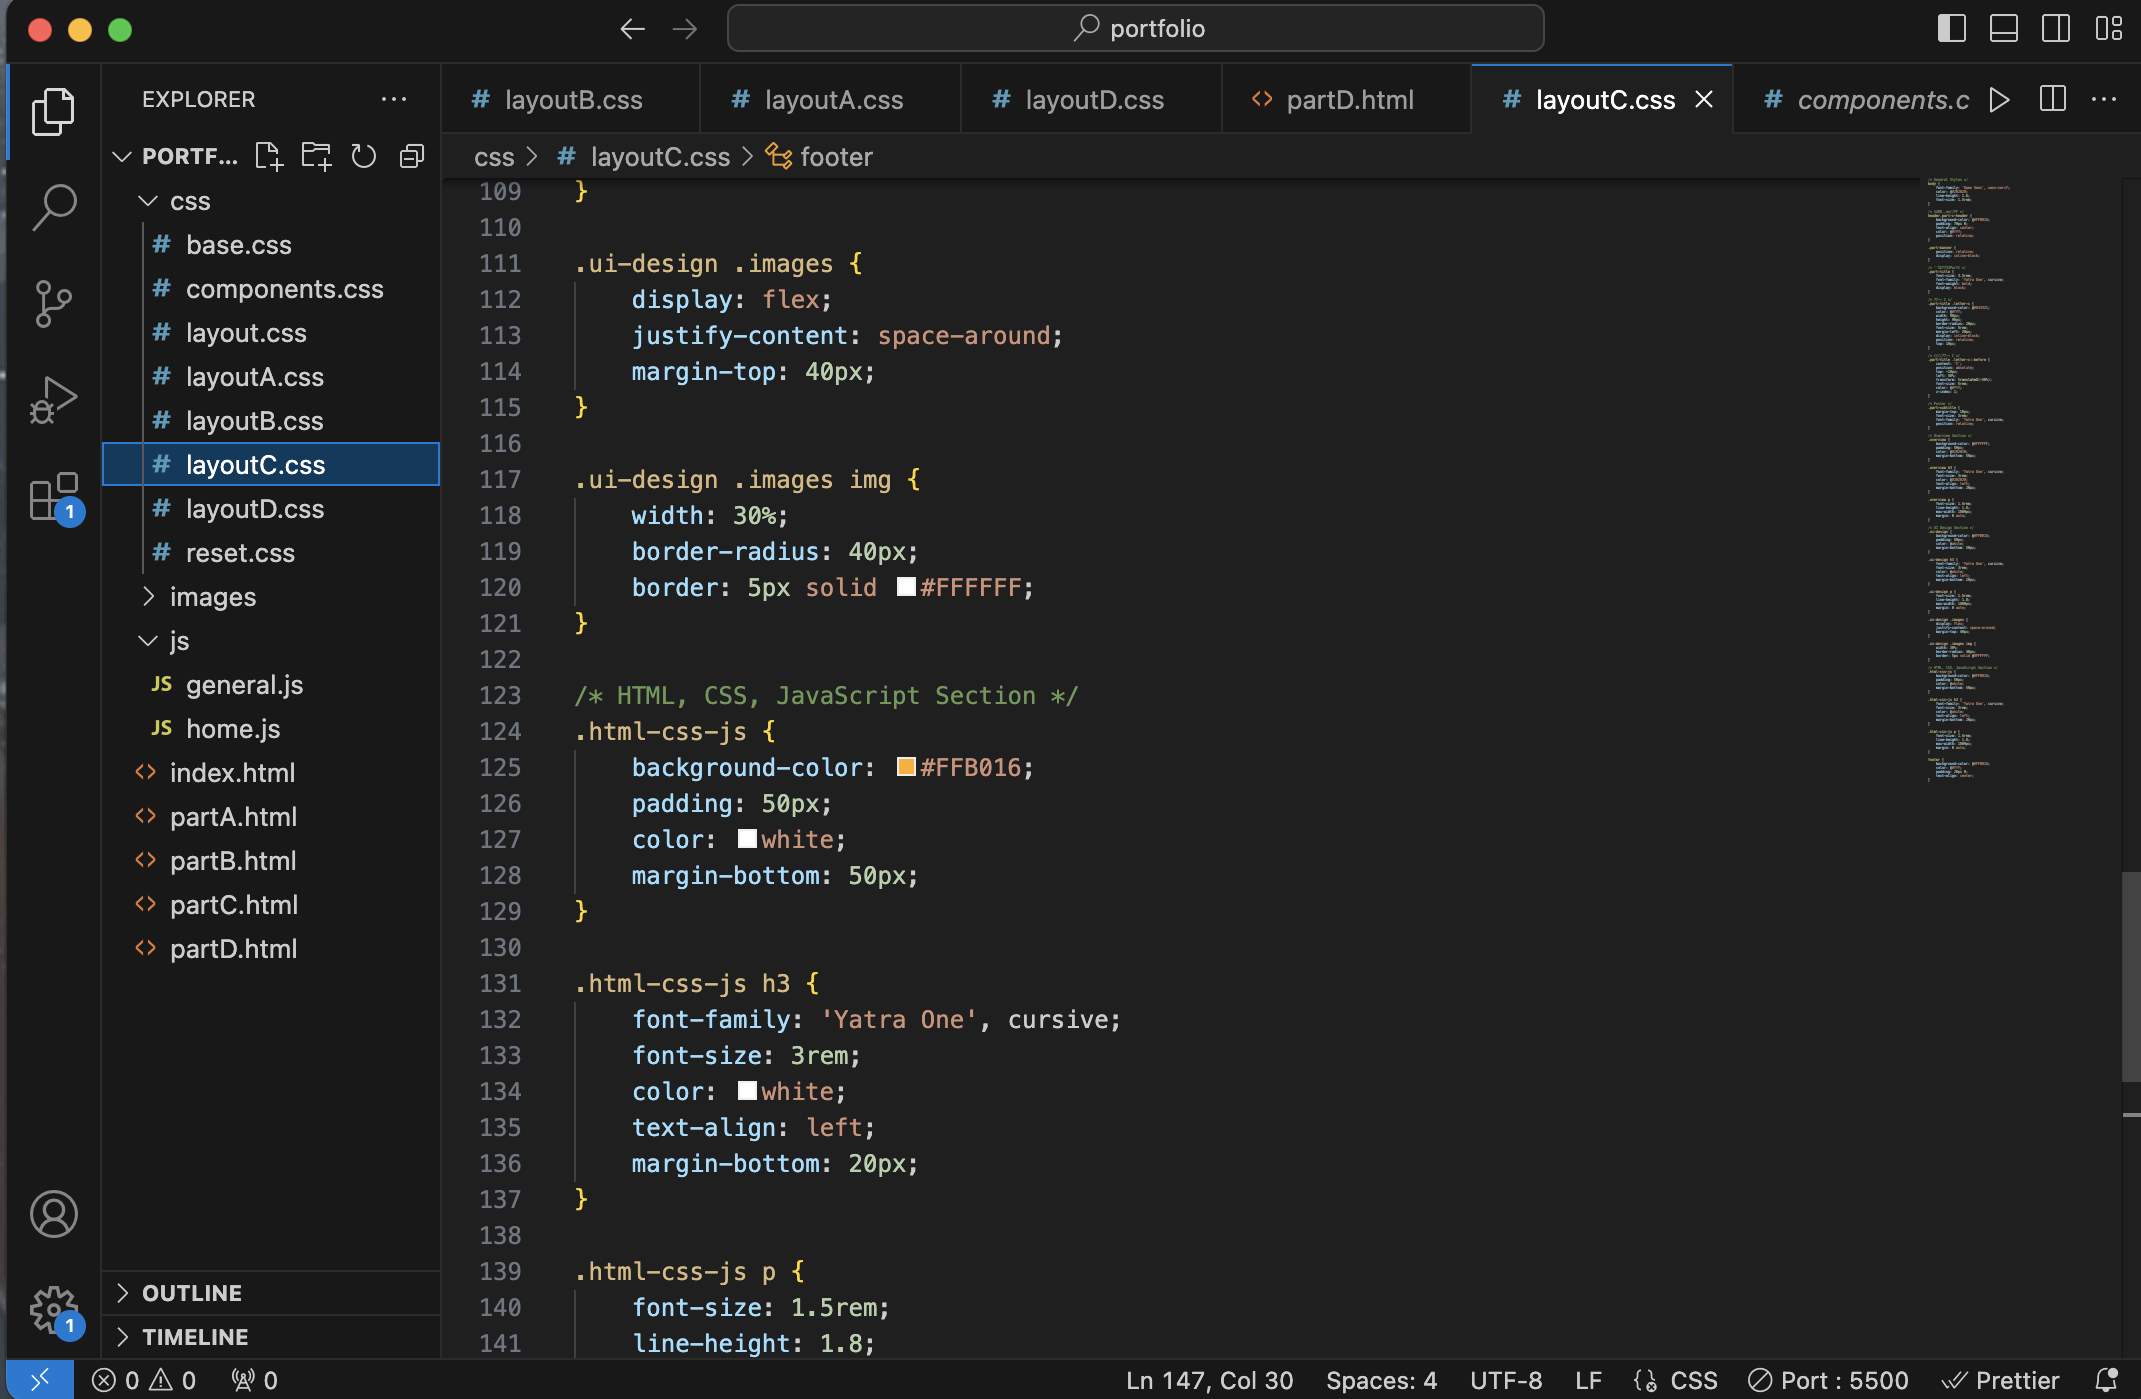 portfolio
EXPLORER
layoutB.css
layoutA.css
layoutD.css
partD.html
layoutC.css
components.c
PORTF...
css > layoutC.css > footer
css
base.css
components.css
layout.css
layoutA.css
layoutB.css
layoutC.css
layoutD.css
reset.css
images
js
JS general.js
JS home.js
index.html
partA.html
partB.html
partC.html
partD.html
OUTLINE
TIMELINE
1
1
109 }
110
111 .ui-design .images {
112 display: flex;
113 justify-content: space-around;
114 margin-top: 40px;
115 }
116
117 .ui-design .images img {
118 width: 30%;
119 border-radius: 40px;
120 border: 5px solid #FFFFFF;
121 }
122
123 /* HTML, CSS, JavaScript Section */
124 .html-css-js {
125 background-color: #FFB016;
126 padding: 50px;
127 color: white;
128 margin-bottom: 50px;
129 }
130
131 .html-css-js h3 {
132 font-family: 'Yatra One', cursive;
133 font-size: 3rem;
134 color: white;
135 text-align: left;
136 margin-bottom: 20px;
137 }
138
139 .html-css-js p {
140 font-size: 1.5rem;
141 line-height: 1.8;
0 0 0 Ln 147, Col 30 Spaces: 4 UTF-8 LF {} CSS Port : 5500 Prettier